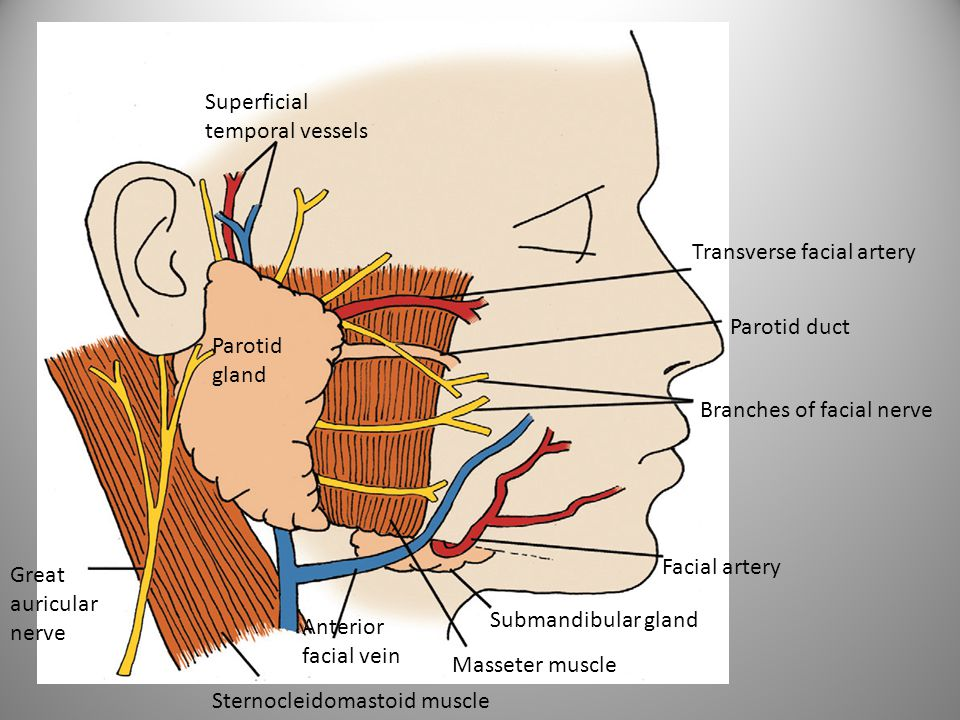 Superficial
temporal vessels
Transverse facial artery
Parotid duct
Parotid
gland
Branches of facial nerve
Facial artery
Great
auricular
nerve
Submandibular gland
Anterior
facial vein
Masseter muscle
Sternocleidomastoid muscle